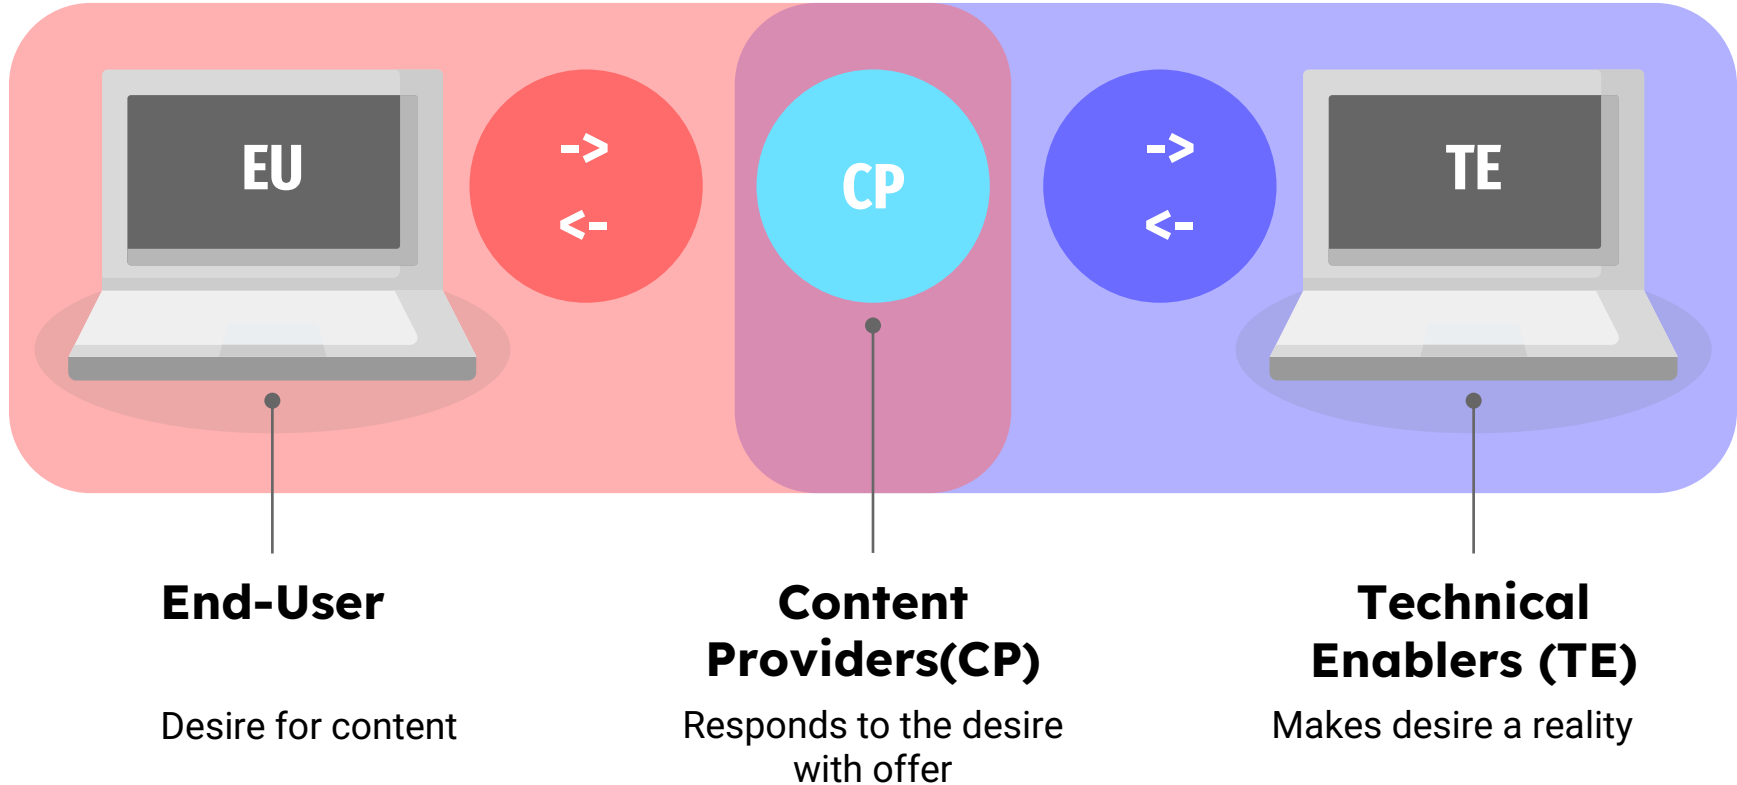 EU
->
<-
CP
->
<-
TE
End-User
Desire for content
Content
Providers(CP)
Responds to the desire
with offer
Technical
Enablers (TE)
Makes desire a reality